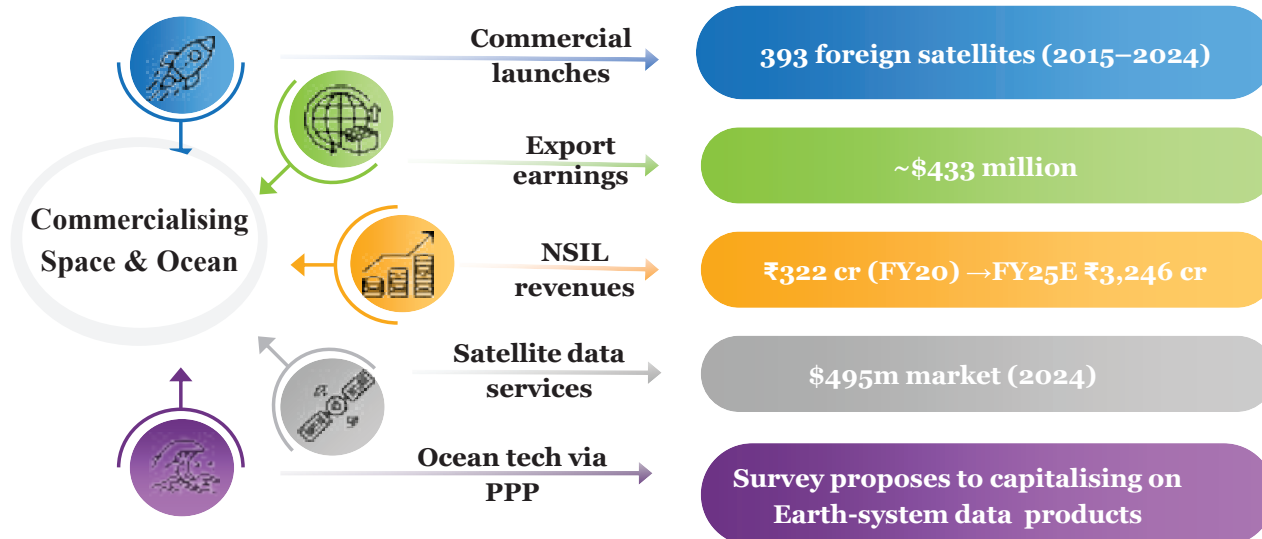 Commercial
launches
393 foreign satellites (2015–2024)
Export
earnings
~$433 million
Commercialising
Space & Ocean
NSIL
revenues
₹322 cr (FY20) →FY25E ₹3,246 cr
Satellite data
services
$495m market (2024)
Ocean tech via
PPP
Survey proposes to capitalising on
Earth-system data products